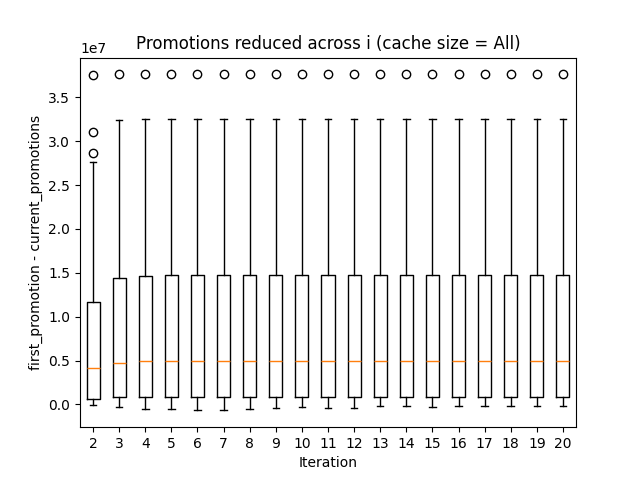 Promotions reduced across i (cache size = All)
1e7
first_promotion - current_promotions
3.5
3.0
2.5
2.0
1.5
1.0
0.5
0.0
2 3 4 5 6 7 8 9 10 11 12 13 14 15 16 17 18 19 20
Iteration